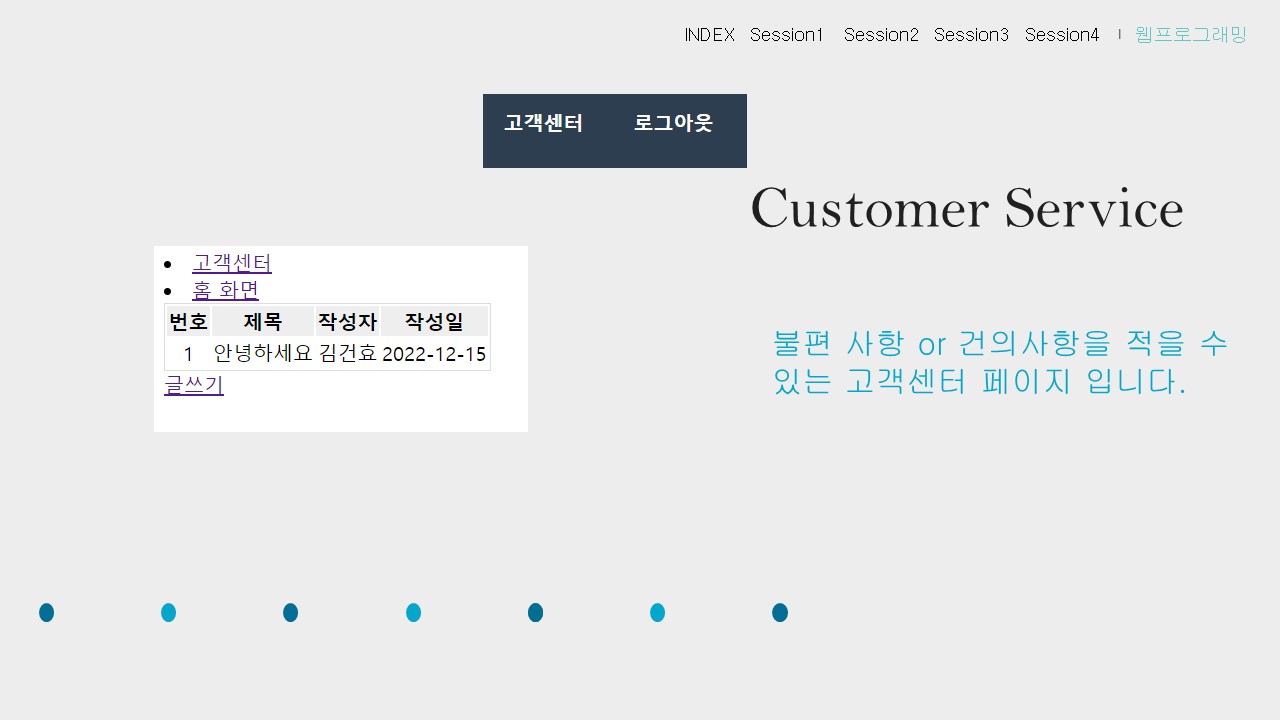 INDEX Session1 Session2 Session3 Session4 I 웹프로그래밍
고객센터 로그아웃
Customer Service
고객센터
홈 화면
번호 제목 작성자 작성일
1 안녕하세요 김건효 2022-12-15
글쓰기
불편 사항 or 건의사항을 적을 수
있는 고객센터 페이지 입니다.